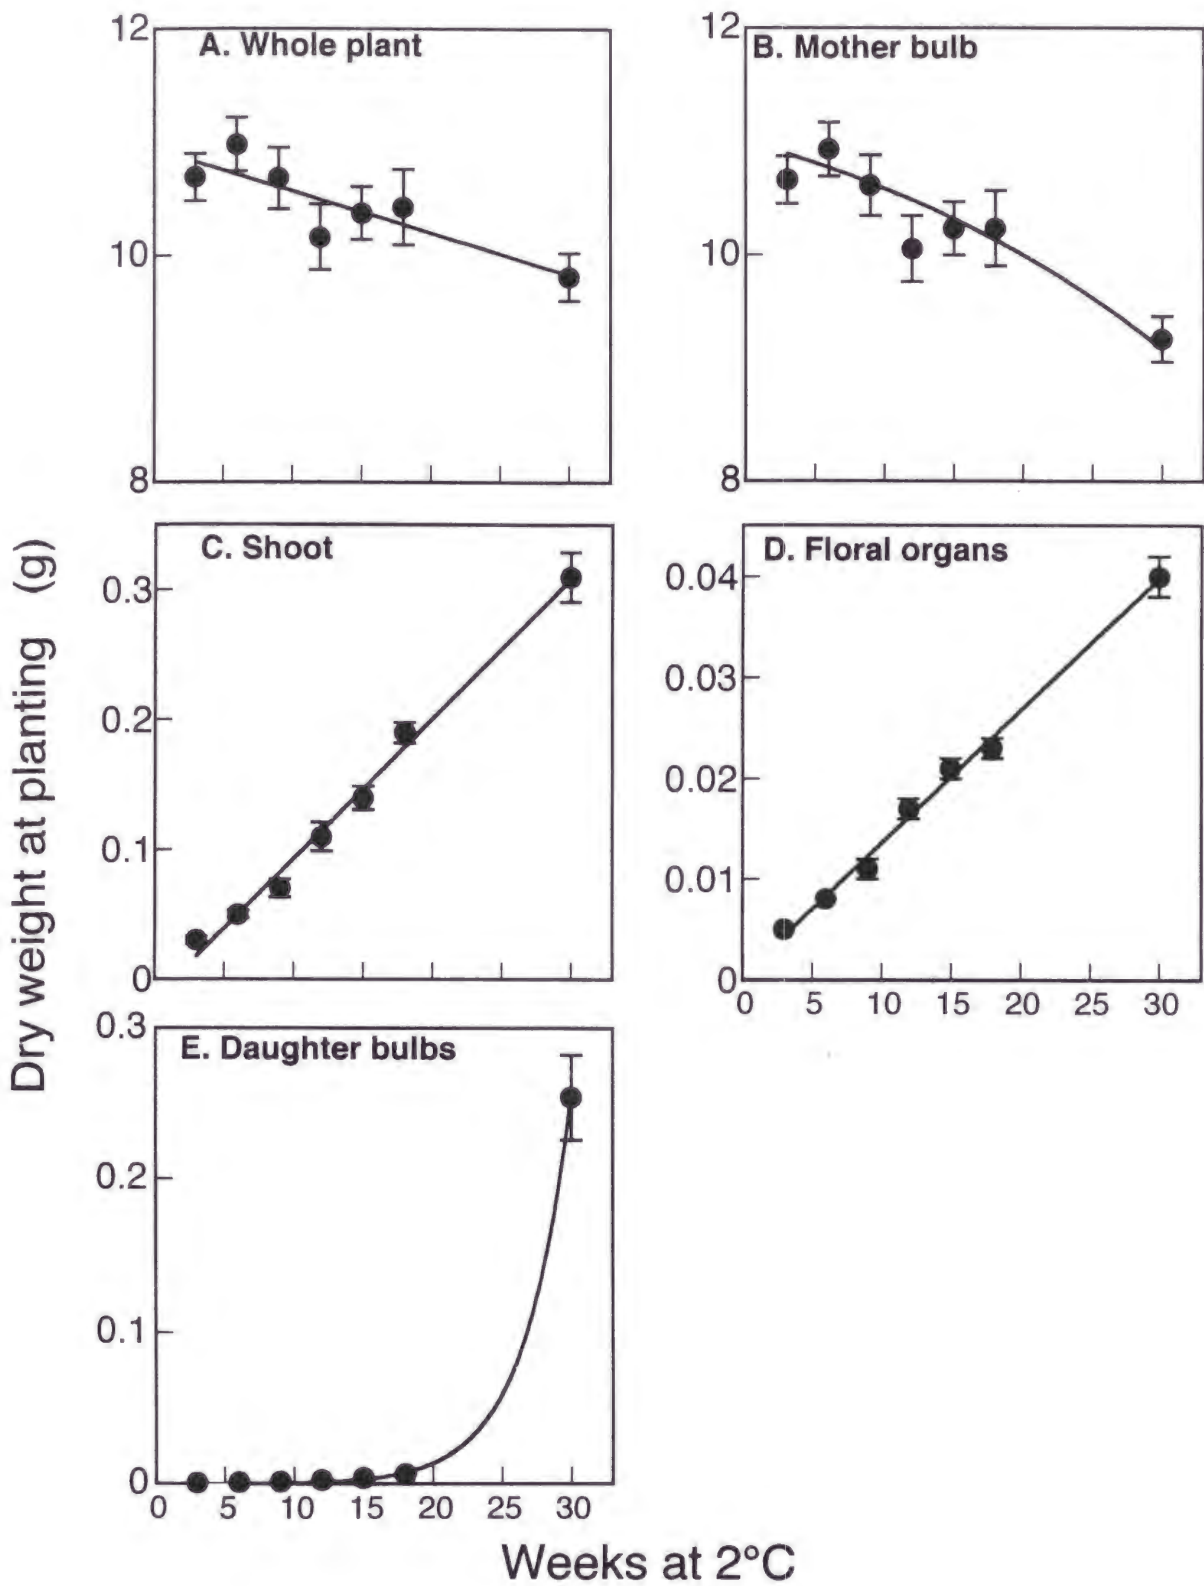 12
A. Whole plant
10
8
12
B. Mother bulb
10
8
Dry weight at planting (g)
C. Shoot
0.3
0.2
0.1
0
D. Floral organs
0.04
0.03
0.02
0.01
0
0 5 10 15 20 25 30
0.3
E. Daughter bulbs
0.2
0.1
0
0 5 10 15 20 25 30
Weeks at 2°C